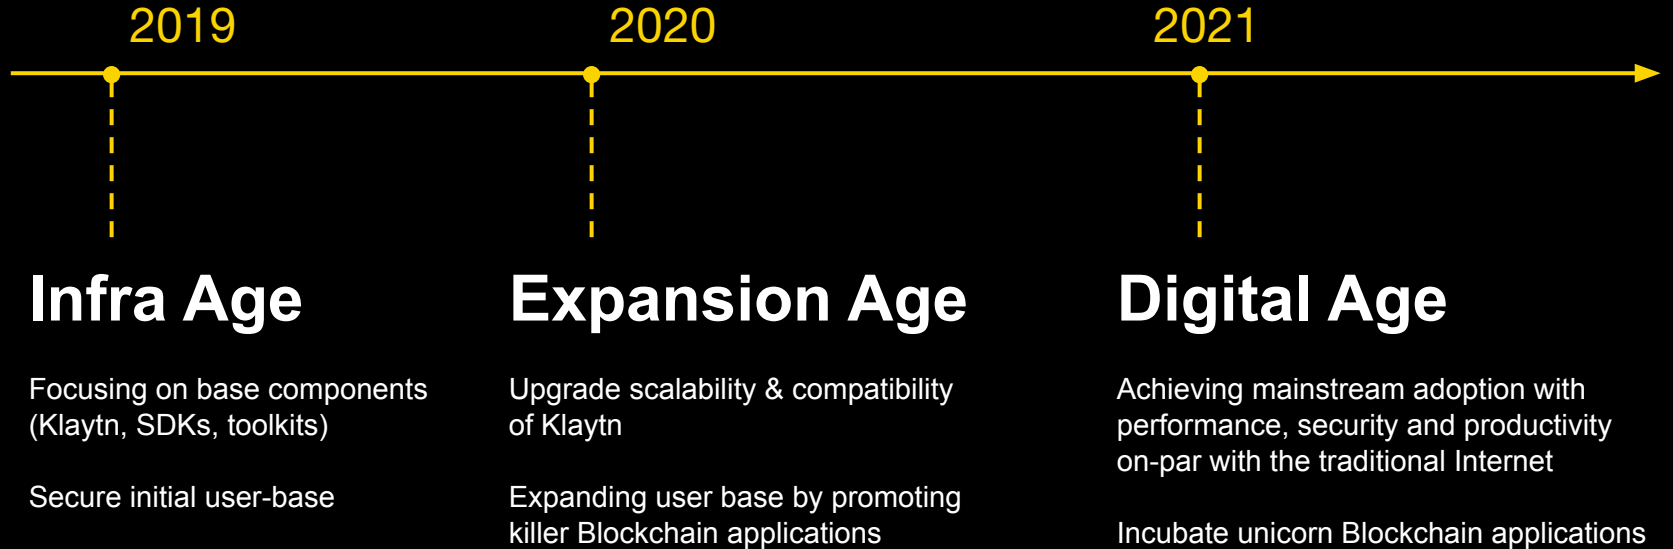 2019
2020
2021
Infra Age
Focusing on base components
(Klaytn, SDKs, toolkits)
Secure initial user-base
Expansion Age
Upgrade scalability & compatibility
of Klaytn
Expanding user base by promoting
killer Blockchain applications
Digital Age
Achieving mainstream adoption with
performance, security and productivity
on-par with the traditional Internet
Incubate unicorn Blockchain applications